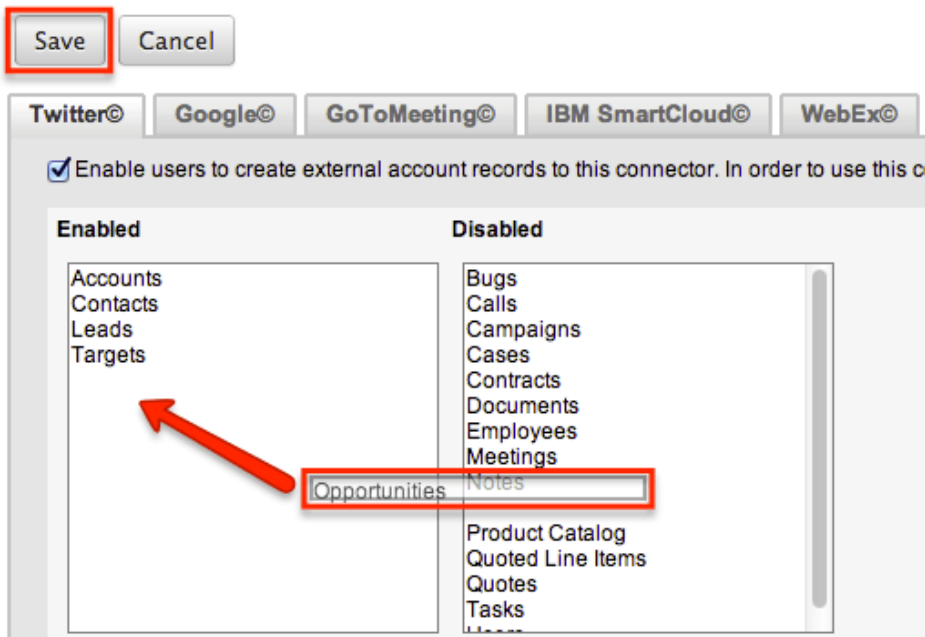 Save Cancel
Twitter© Google© GoToMeeting© IBM SmartCloud© WebEx©
Enable users to create external account records to this connector. In order to use this
Enabled Disabled
Accounts
Contacts
Leads
Targets
Bugs
Calls
Campaigns
Cases
Contracts
Documents
Employees
Meetings
Opportunities Notes
Product Catalog
Quoted Line Items
Quotes
Tasks